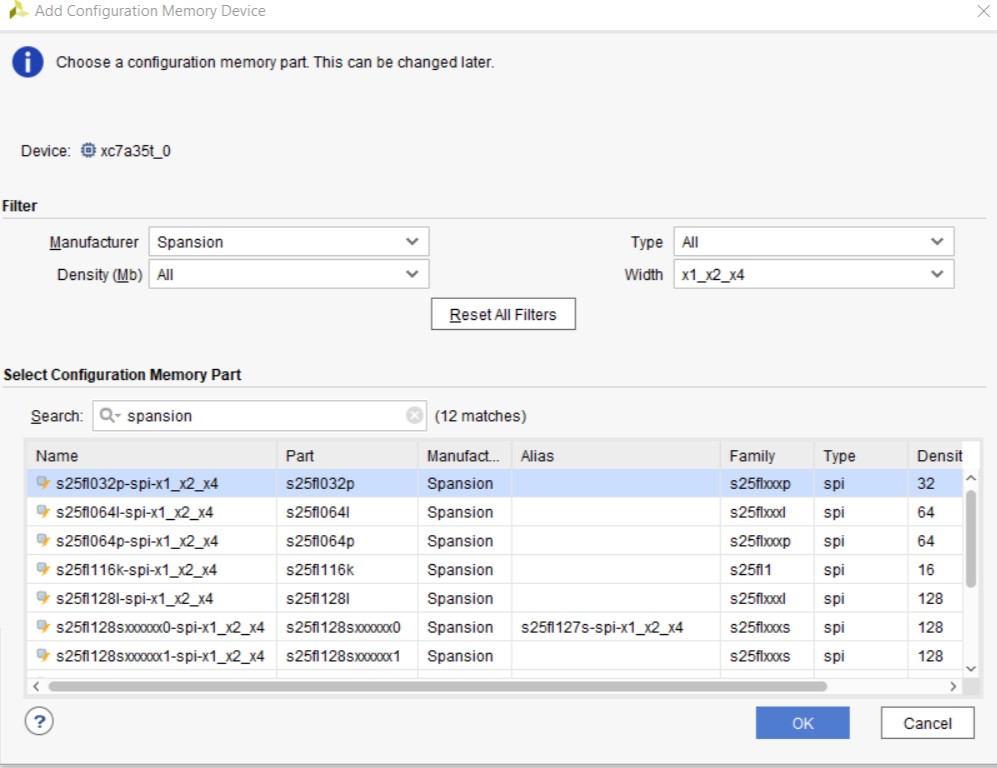 Add Configuration Memory Device
Choose a configuration memory part. This can be changed later.
Device: xc7a35t_0
Filter
Manufacturer Spansion Type All
Density (Mb) All Width x1_x2_x4
Reset All Filters
Select Configuration Memory Part
Search: spansion (12 matches)
Name Part Manufact... Alias Family Type Densit
s25fl032p-spi-x1_x2_x4 s25fl032p Spansion s25flxxxp spi 32
s25fl064l-spi-x1_x2_x4 s25fl064l Spansion s25flxxxl spi 64
s25fl064p-spi-x1_x2_x4 s25fl064p Spansion s25flxxxp spi 64
s25fl116k-spi-x1_x2_x4 s25fl116k Spansion s25fl1 spi 16
s25fl128l-spi-x1_x2_x4 s25fl128l Spansion s25flxxxl spi 128
s25fl128sxxxxxx0-spi-x1_x2_x4 s25fl128sxxxxxx0 Spansion s25fl127s-spi-x1_x2_x4 s25flxxxs spi 128
s25fl128sxxxxxx1-spi-x1_x2_x4 s25fl128sxxxxxx1 Spansion s25flxxxs spi 128
? OK Cancel